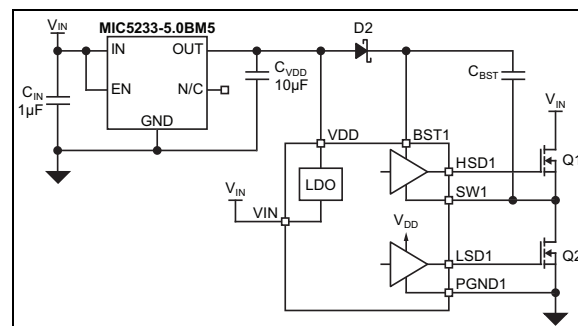 MIC5233-5.0BM5
VIN
IN
OUT
D2
CIN
1µF
EN
N/C
CVDD
10µF
CBST
GND
VIN
VDD
BST1
HSD1
Q1
LDO
VIN
VIN
SW1
VDD
LSD1
Q2
PGND1